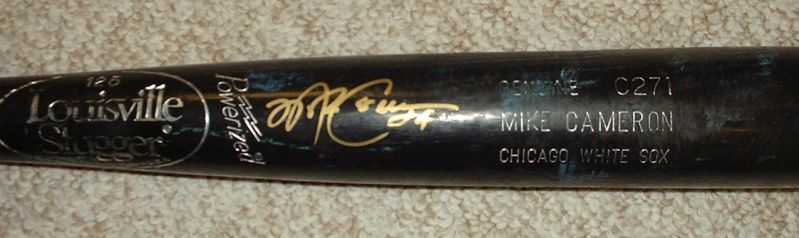 125
Louisville
Slugger
Powerized
GENUINE C271
MIKE CAMERON
CHICAGO WHITE SOX